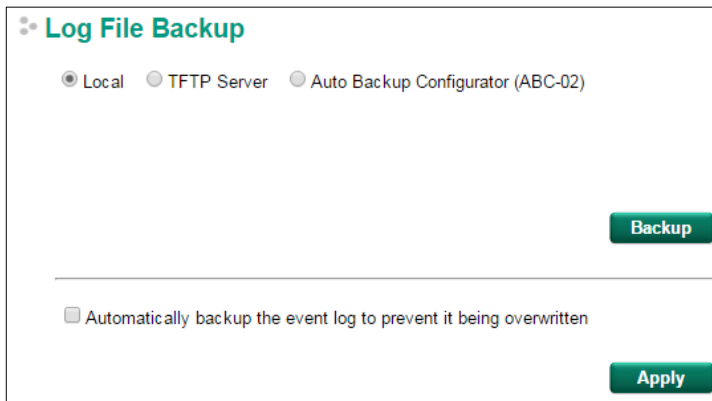 Log File Backup
Local TFTP Server Auto Backup Configurator (ABC-02)
Backup
Automatically backup the event log to prevent it being overwritten
Apply